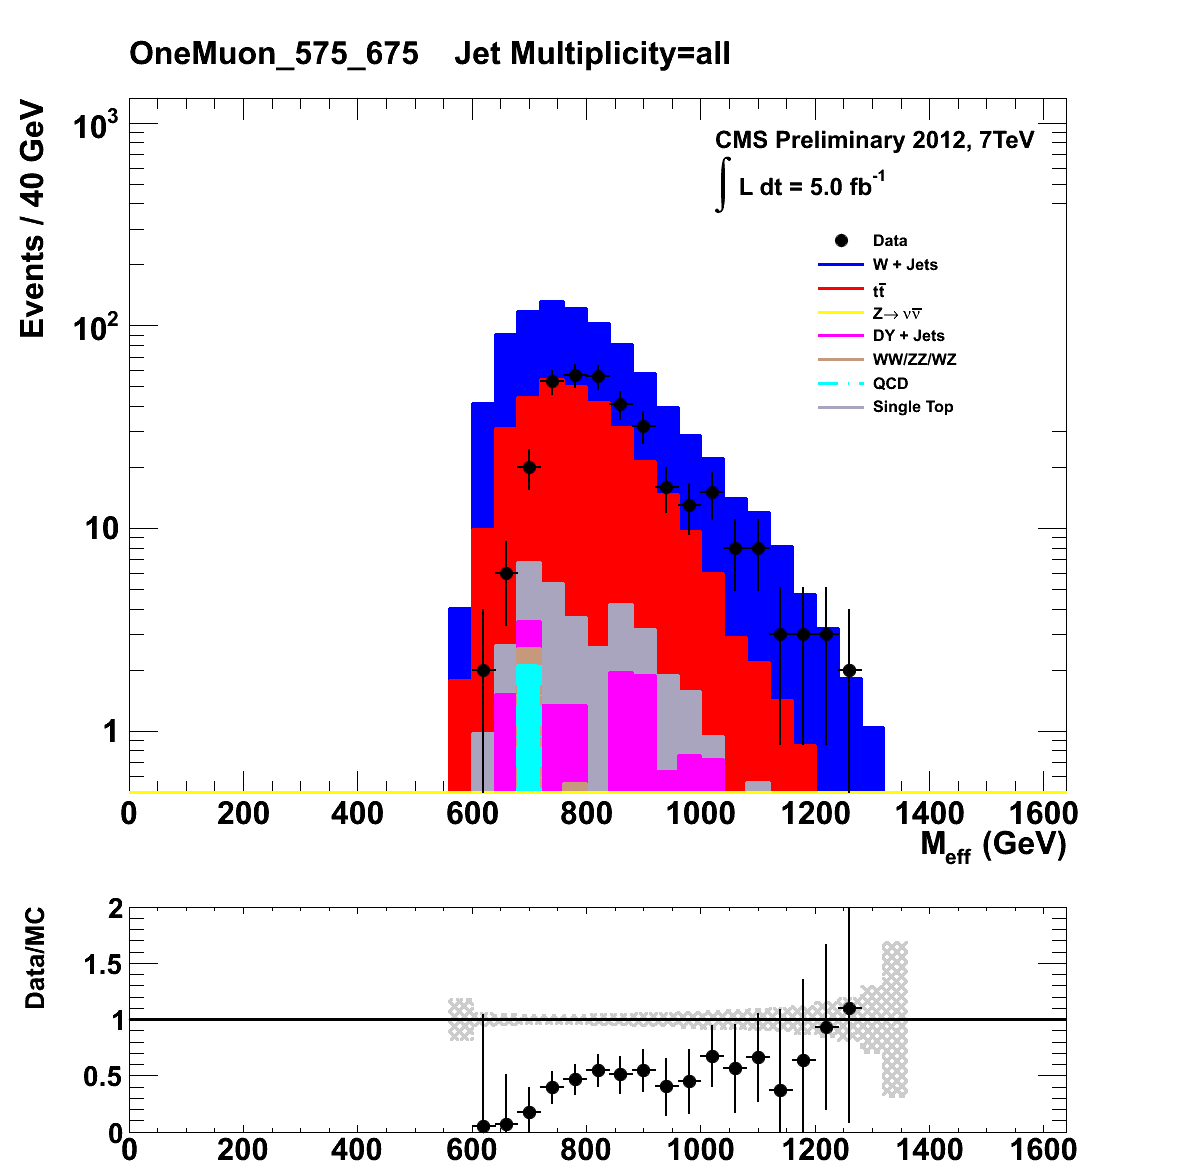 OneMuon_575_675 Jet Multiplicity=all
Events / 40 GeV
10³
10²
10
1
CMS Preliminary 2012, 7TeV
∫ L dt = 5.0 fb⁻¹
Data
W + Jets
tt̅
Z→ νν̅
DY + Jets
WW/ZZ/WZ
QCD
Single Top
0 200 400 600 800 1000 1200 1400 1600
M_eff (GeV)
Data/MC
2
1.5
1
0.5
0
0 200 400 600 800 1000 1200 1400 1600